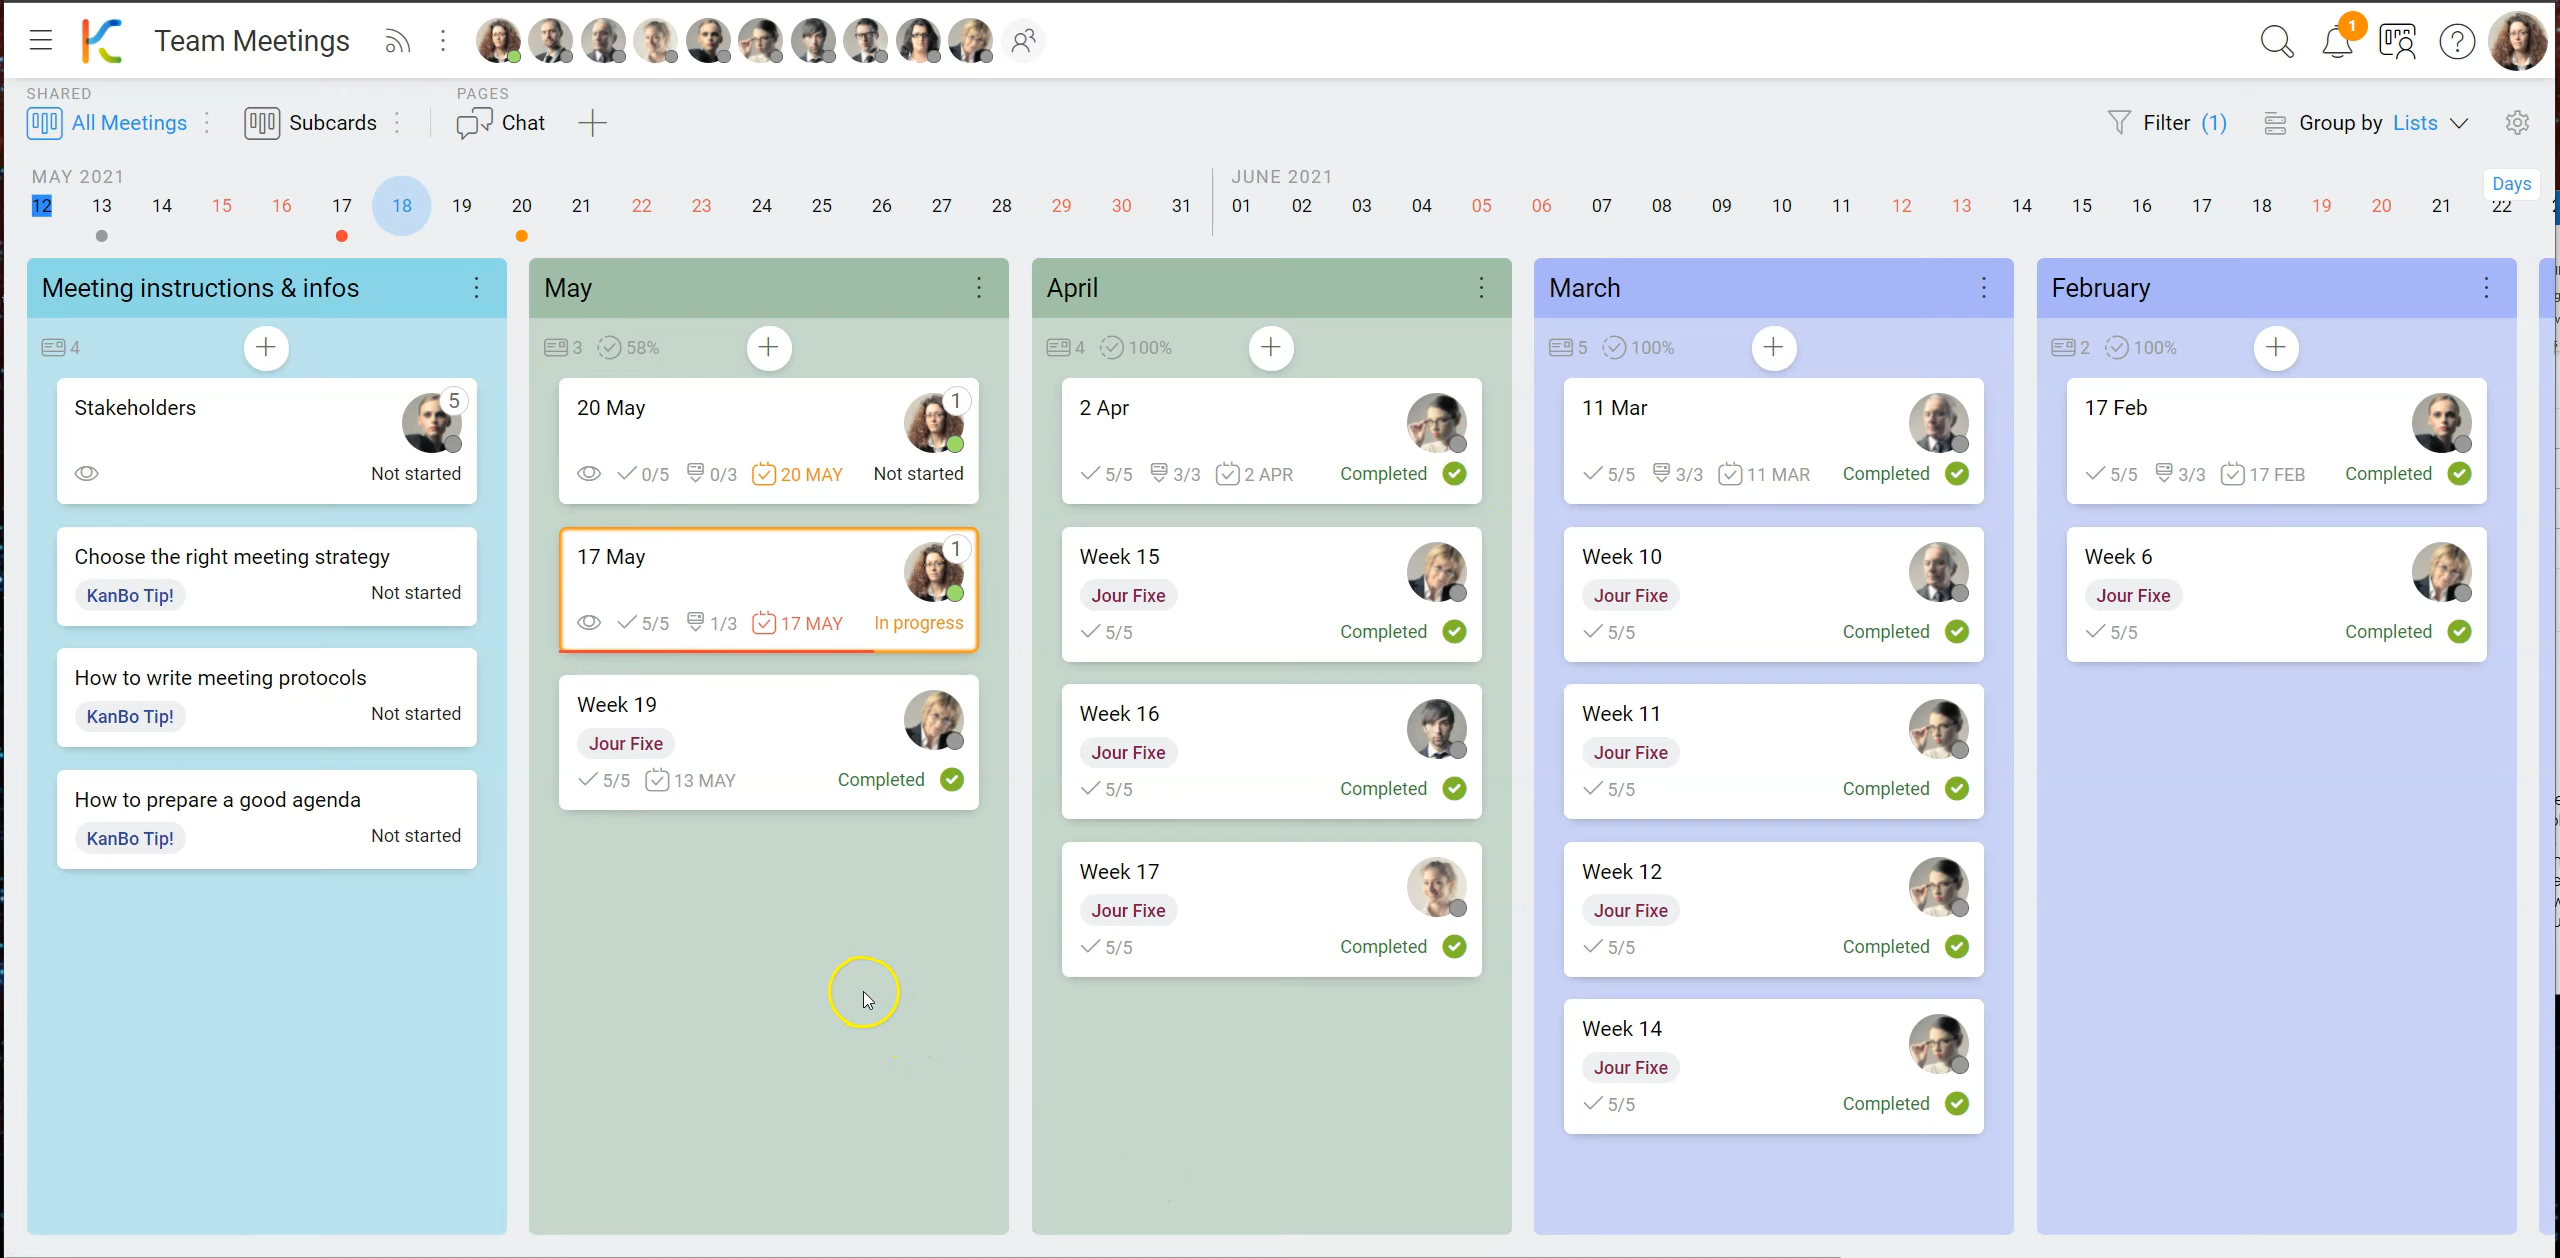 Team Meetings
1
SHARED
PAGES
All Meetings
Subcards
Chat
Filter (1)
Group by Lists
MAY 2021
JUNE 2021
Days
12 13 14 15 16 17 18 19 20 21 22 23 24 25 26 27 28 29 30 31 01 02 03 04 05 06 07 08 09 10 11 12 13 14 15 16 17 18 19 20 21 22
Meeting instructions & infos
4
Stakeholders
5
Not started
Choose the right meeting strategy
KanBo Tip!
Not started
How to write meeting protocols
KanBo Tip!
Not started
How to prepare a good agenda
KanBo Tip!
Not started
May
3 58%
20 May
1
0/5 0/3 20 MAY Not started
17 May
1
5/5 1/3 17 MAY In progress
Week 19
Jour Fixe
5/5 13 MAY Completed
April
4 100%
2 Apr
5/5 3/3 2 APR Completed
Week 15
Jour Fixe
5/5 Completed
Week 16
Jour Fixe
5/5 Completed
Week 17
Jour Fixe
5/5 Completed
March
5 100%
11 Mar
5/5 3/3 11 MAR Completed
Week 10
Jour Fixe
5/5 Completed
Week 11
Jour Fixe
5/5 Completed
Week 12
Jour Fixe
5/5 Completed
Week 14
Jour Fixe
5/5 Completed
February
2 100%
17 Feb
5/5 3/3 17 FEB Completed
Week 6
Jour Fixe
5/5 Completed